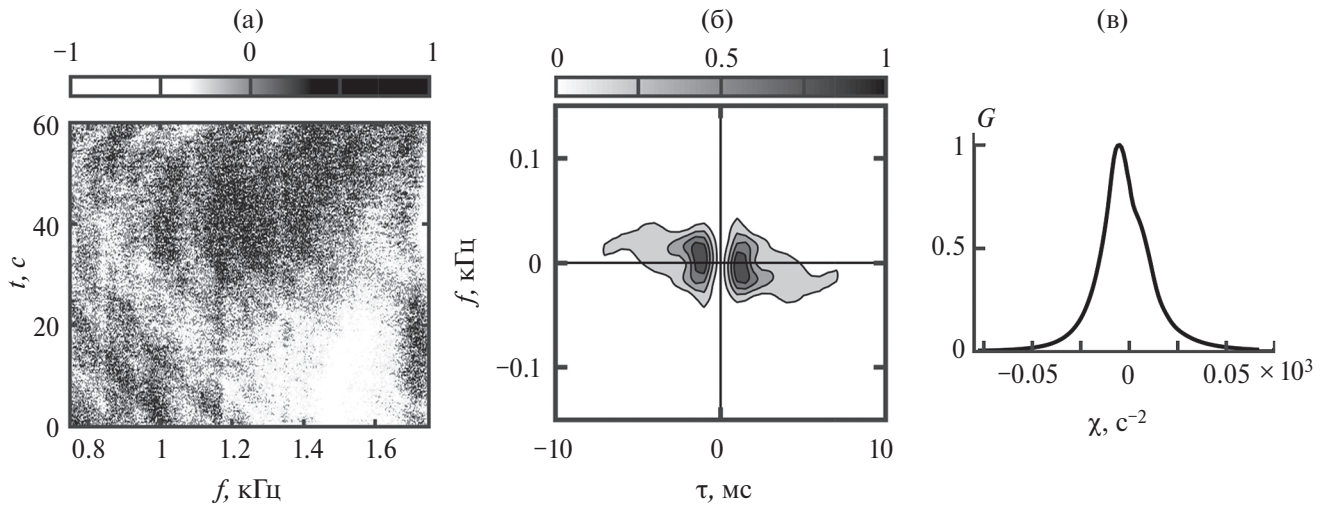 (а)
−1 0 1
60
40
20
0
t, с
0.8 1 1.2 1.4 1.6
f, кГц
(б)
0 0.5 1
0.1
0
−0.1
f, кГц
−10 0 10
τ, мс
(в)
G
1
0.5
0
−0.05 0 0.05 × 10³
χ, с⁻²